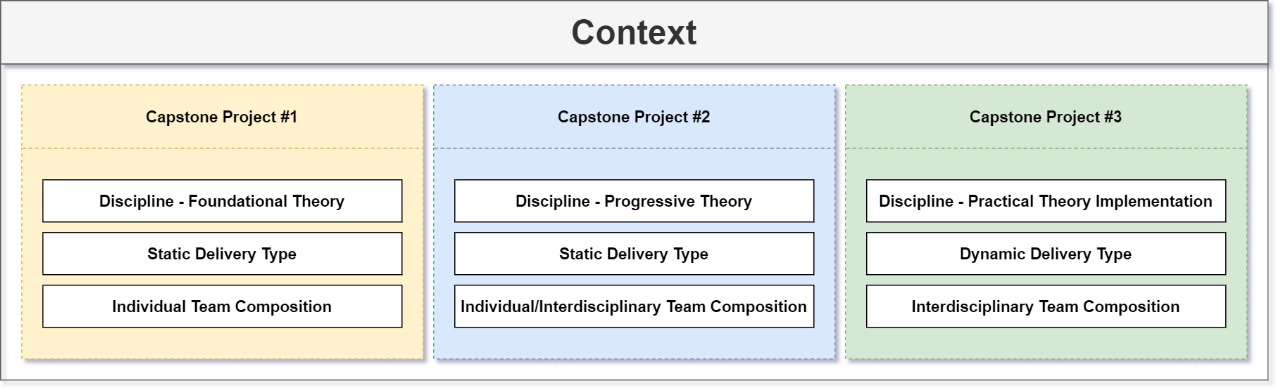 Context
Capstone Project #1
Discipline - Foundational Theory
Static Delivery Type
Individual Team Composition
Capstone Project #2
Discipline - Progressive Theory
Static Delivery Type
Individual/Interdisciplinary Team Composition
Capstone Project #3
Discipline - Practical Theory Implementation
Dynamic Delivery Type
Interdisciplinary Team Composition